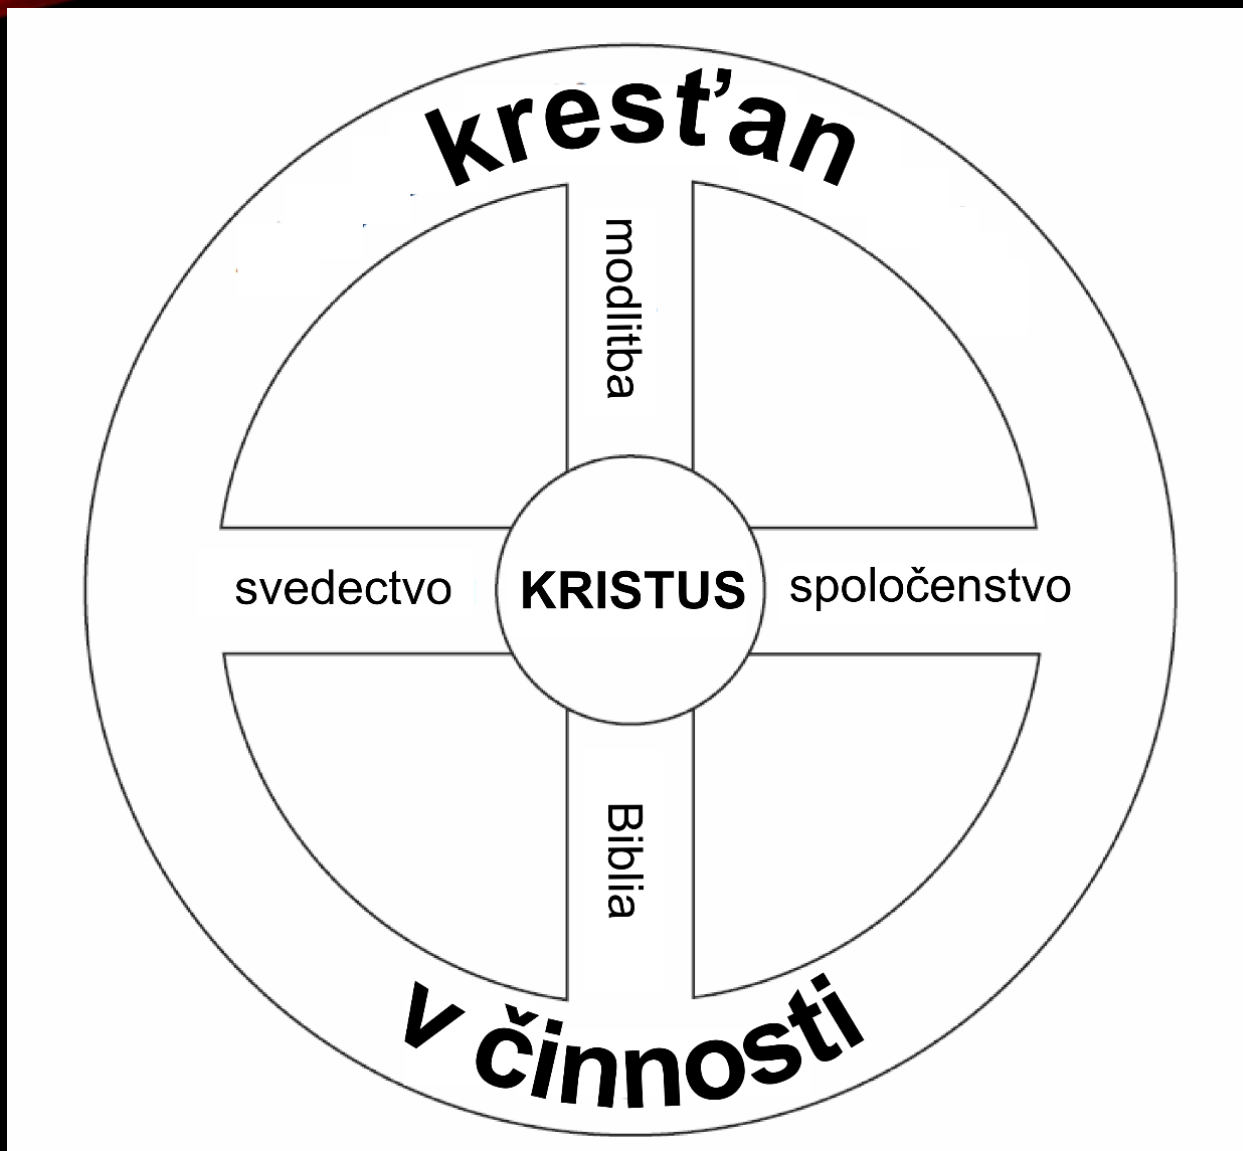 kresťan
modlitba
svedectvo
KRISTUS
spoločenstvo
Biblia
v činnosti